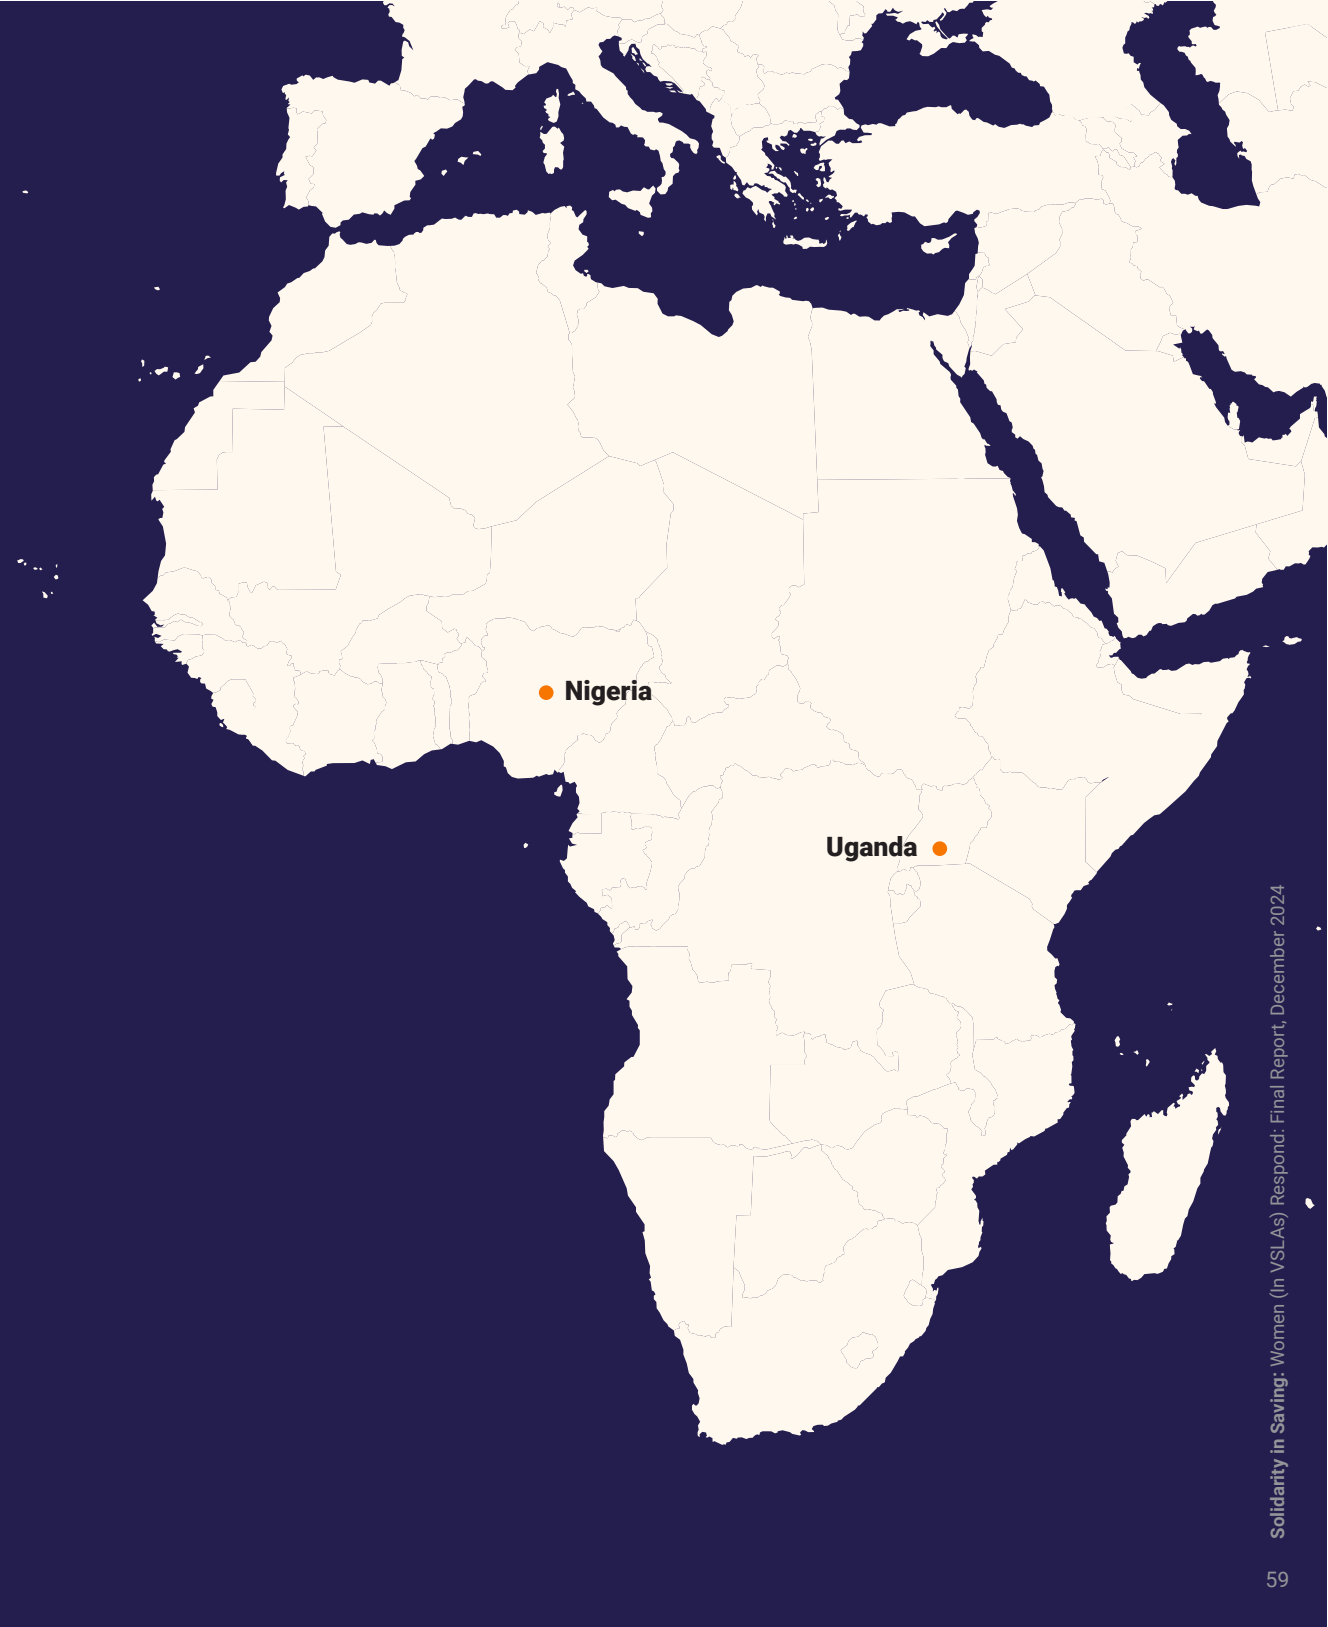 Nigeria
Uganda
Solidarity in Saving: Women (In VSLAs) Respond: Final Report, December 2024
59